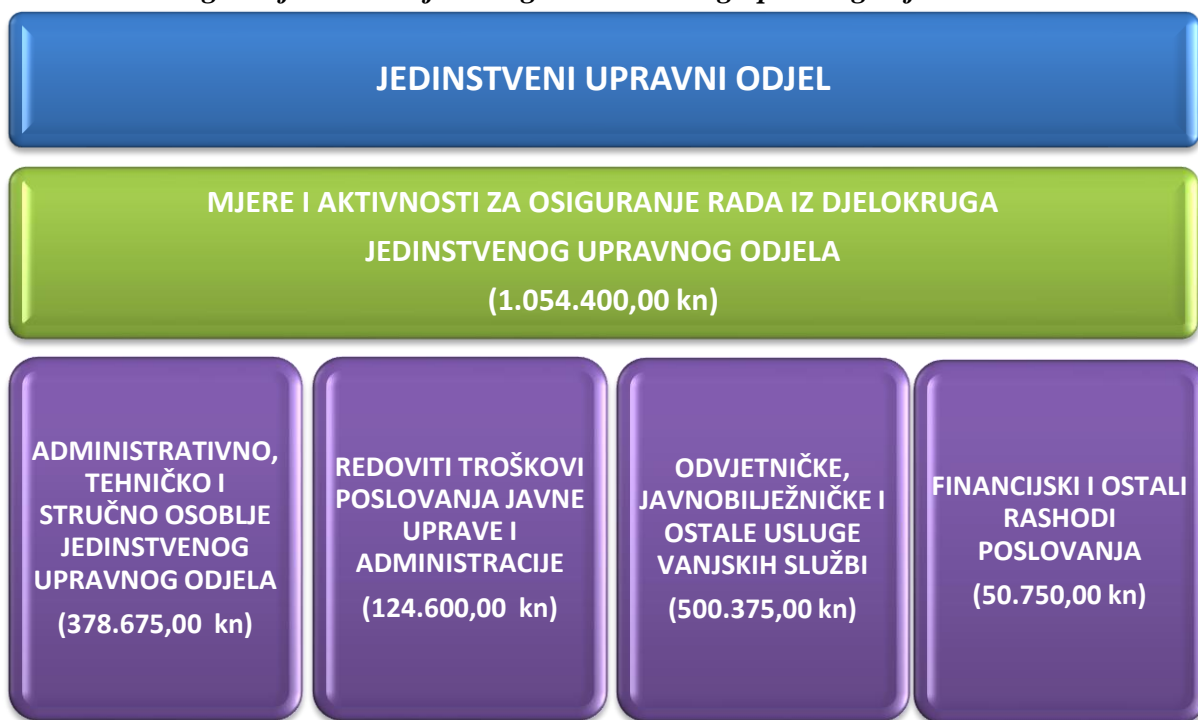 JEDINSTVENI UPRAVNI ODJEL
MJERE I AKTIVNOSTI ZA OSIGURANJE RADA IZ DJELOKRUGA
JEDINSTVENOG UPRAVNOG ODJELA
(1.054.400,00 kn)
ADMINISTRATIVNO,
TEHNIČKO I
STRUČNO OSOBLJE
JEDINSTVENOG
UPRAVNOG ODJELA
(378.675,00 kn)
REDOVITI TROŠKOVI
POSLOVANJA JAVNE
UPRAVE I
ADMINISTRACIJE
(124.600,00 kn)
ODVJETNIČKE,
JAVNOBILJEŽNIČKE I
OSTALE USLUGE
VANJSKIH SLUŽBI
(500.375,00 kn)
FINANCIJSKI I OSTALI
RASHODI
POSLOVANJA
(50.750,00 kn)